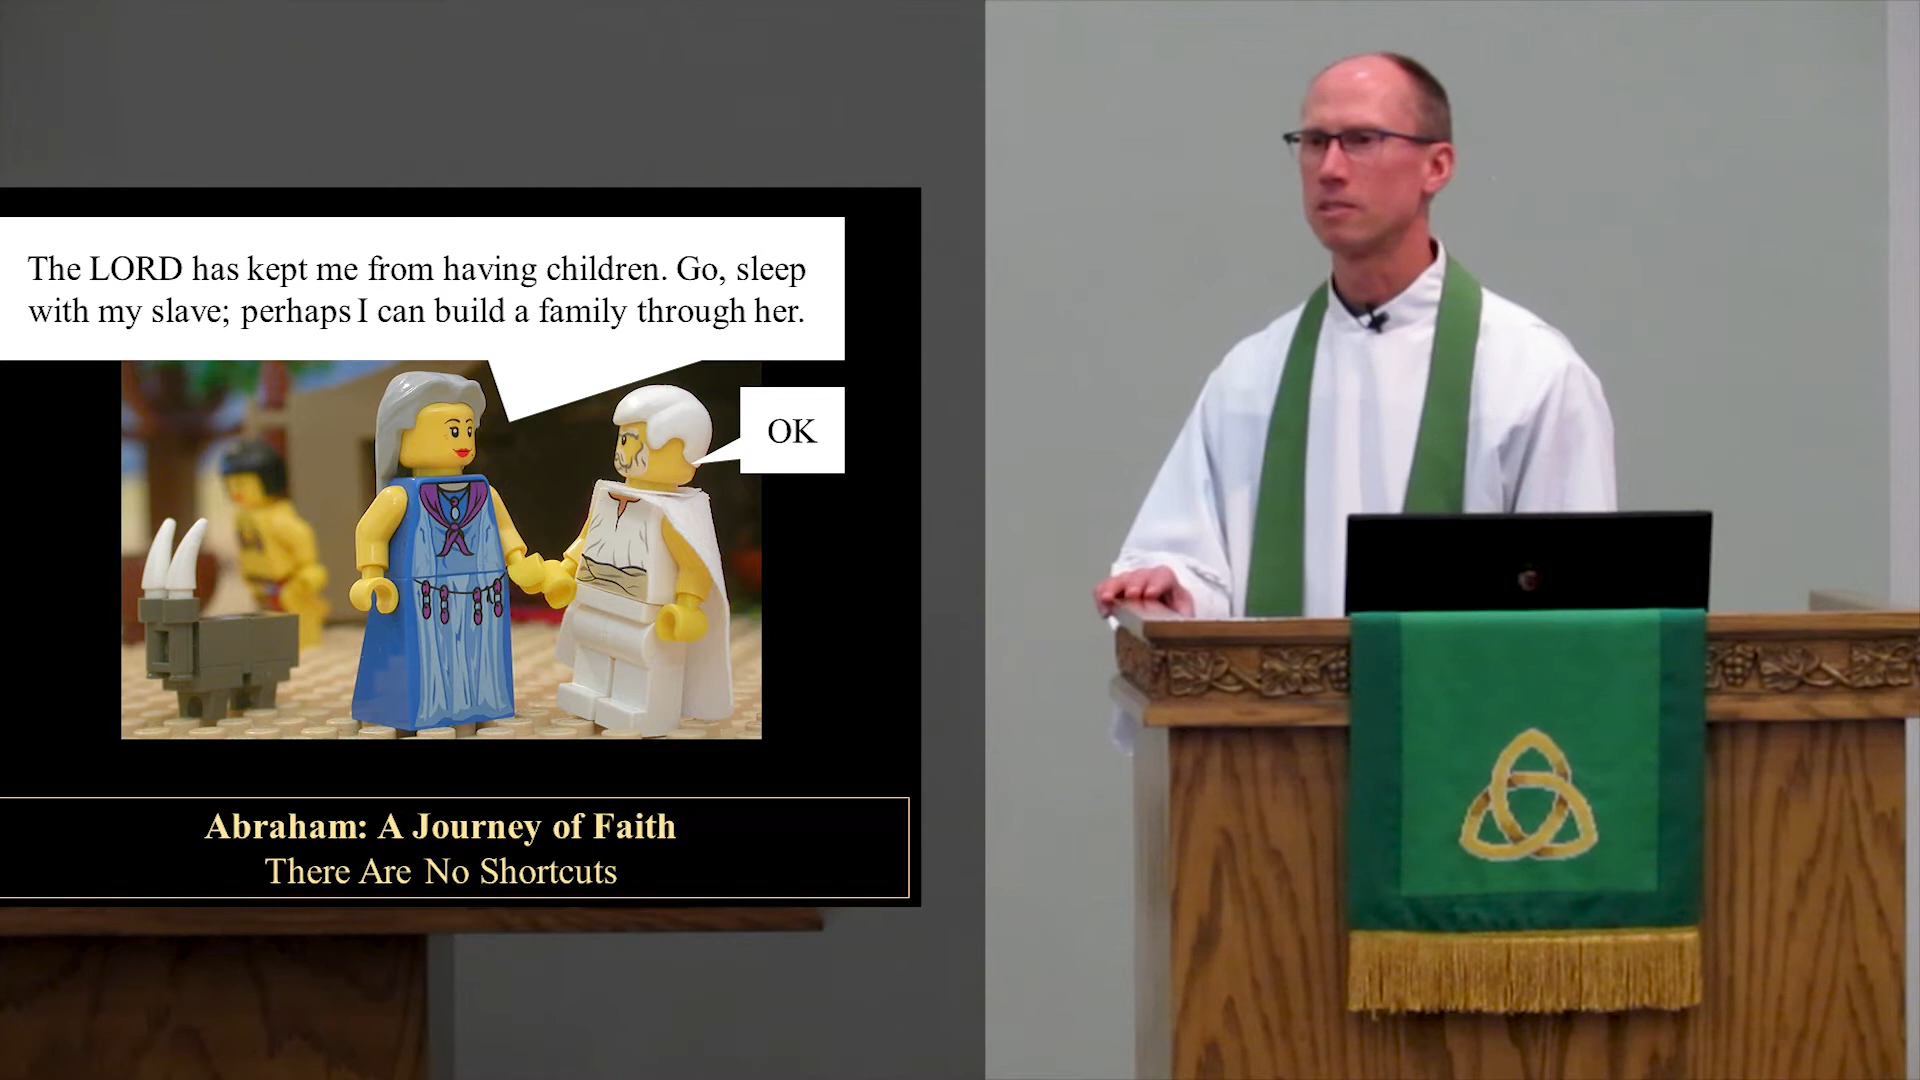 The LORD has kept me from having children. Go, sleep
with my slave; perhaps I can build a family through her.
OK
Abraham: A Journey of Faith
There Are No Shortcuts